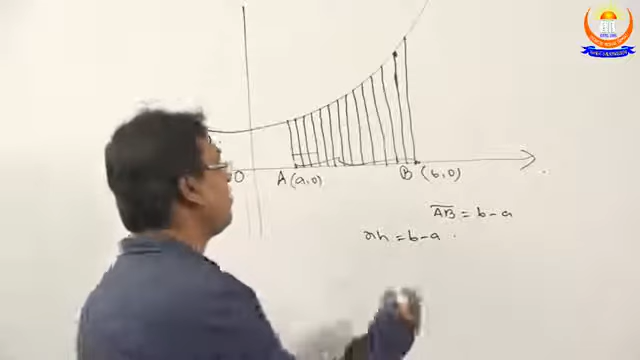 O A (a,0) B (b,0)
AB = b - a
nh = b - a